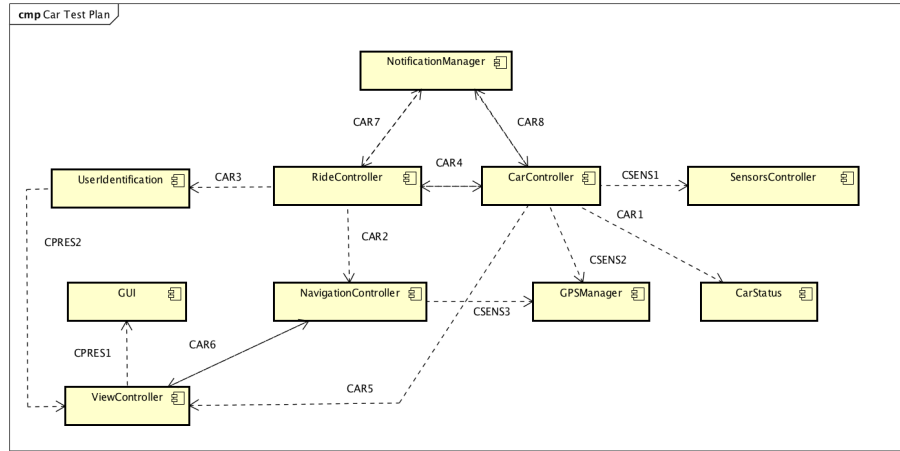 cmp Car Test Plan
NotificationManager
CAR7
CAR8
UserIdentification
CAR3
RideController
CAR4
CarController
CSENS1
SensorsController
CPRES2
CAR2
CSENS2
CAR1
GUI
NavigationController
CSENS3
GPSManager
CarStatus
CPRES1
CAR6
CAR5
ViewController